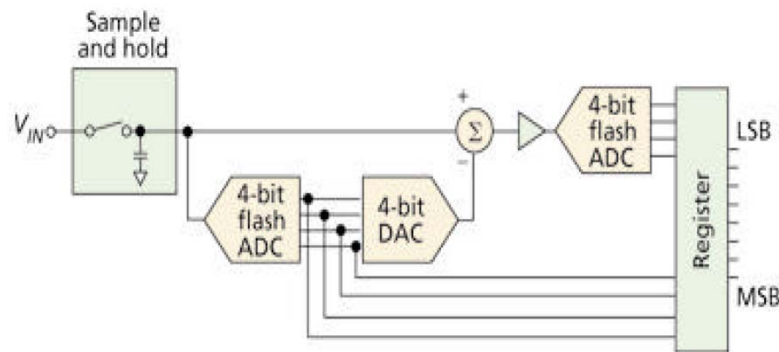 Sample
and hold
V_IN
+
Σ
−
4-bit
flash
ADC
LSB
4-bit
flash
ADC
4-bit
DAC
Register
MSB